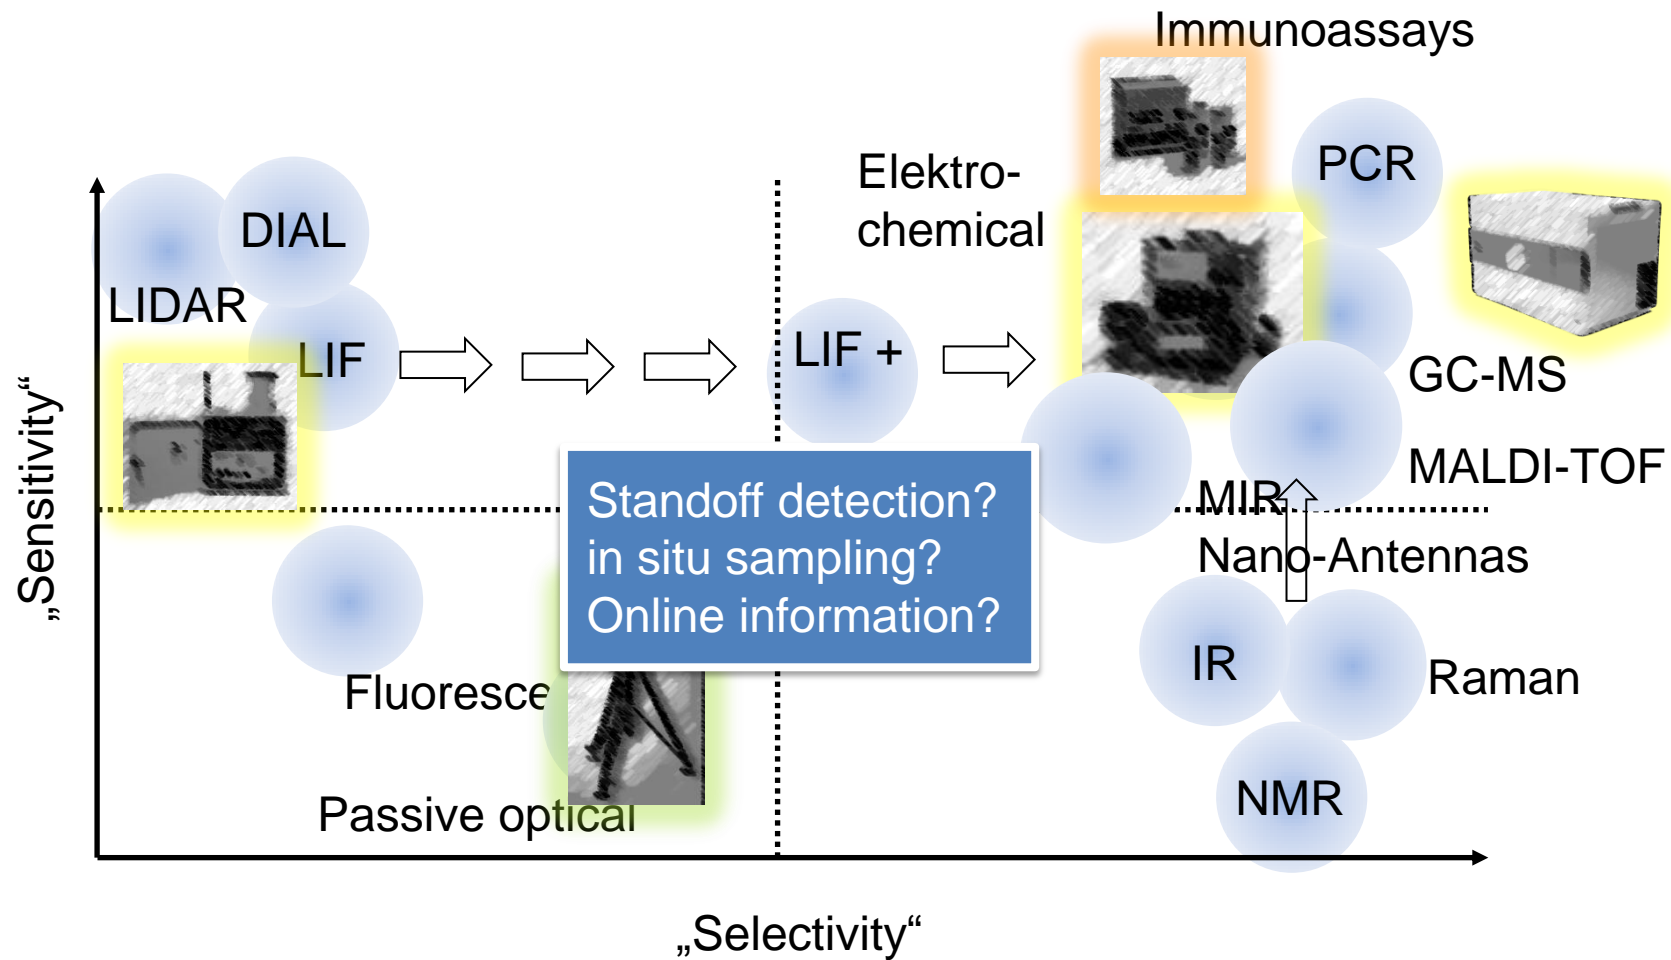 Immunoassays
Elektro-
chemical
PCR
DIAL
LIDAR
LIF
LIF +
GC-MS
MALDI-TOF
MIR
Nano-Antennas
„Sensitivity“
Standoff detection?
in situ sampling?
Online information?
IR
Raman
Fluoresce
NMR
Passive optical
„Selectivity“